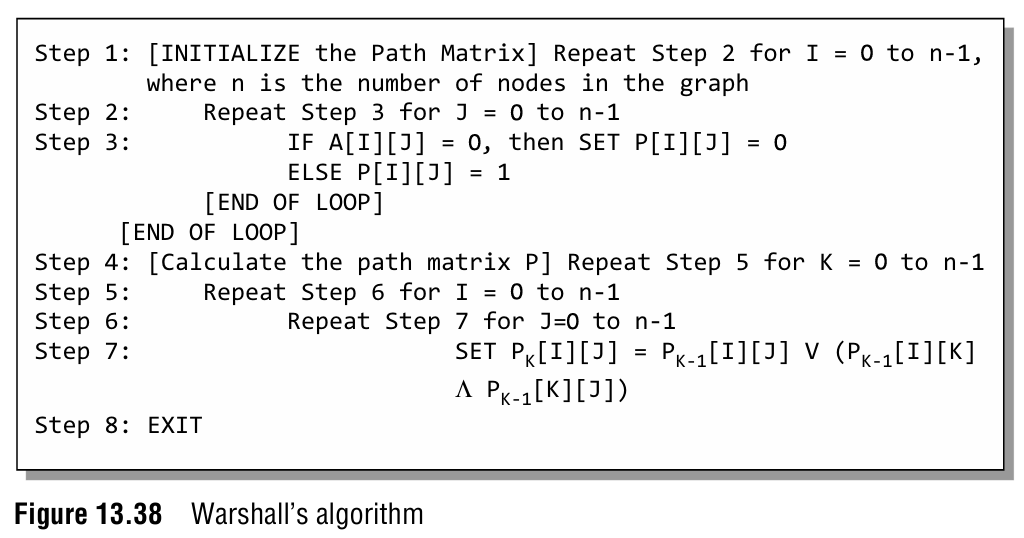 Step 1: [INITIALIZE the Path Matrix] Repeat Step 2 for I = 0 to n-1,
where n is the number of nodes in the graph
Step 2: Repeat Step 3 for J = 0 to n-1
Step 3: IF A[I][J] = 0, then SET P[I][J] = 0
ELSE P[I][J] = 1
[END OF LOOP]
[END OF LOOP]
Step 4: [Calculate the path matrix P] Repeat Step 5 for K = 0 to n-1
Step 5: Repeat Step 6 for I = 0 to n-1
Step 6: Repeat Step 7 for J=0 to n-1
Step 7: SET P_K[I][J] = P_K-1[I][J] V (P_K-1[I][K]
Λ P_K-1[K][J])
Step 8: EXIT
Figure 13.38 Warshall’s algorithm